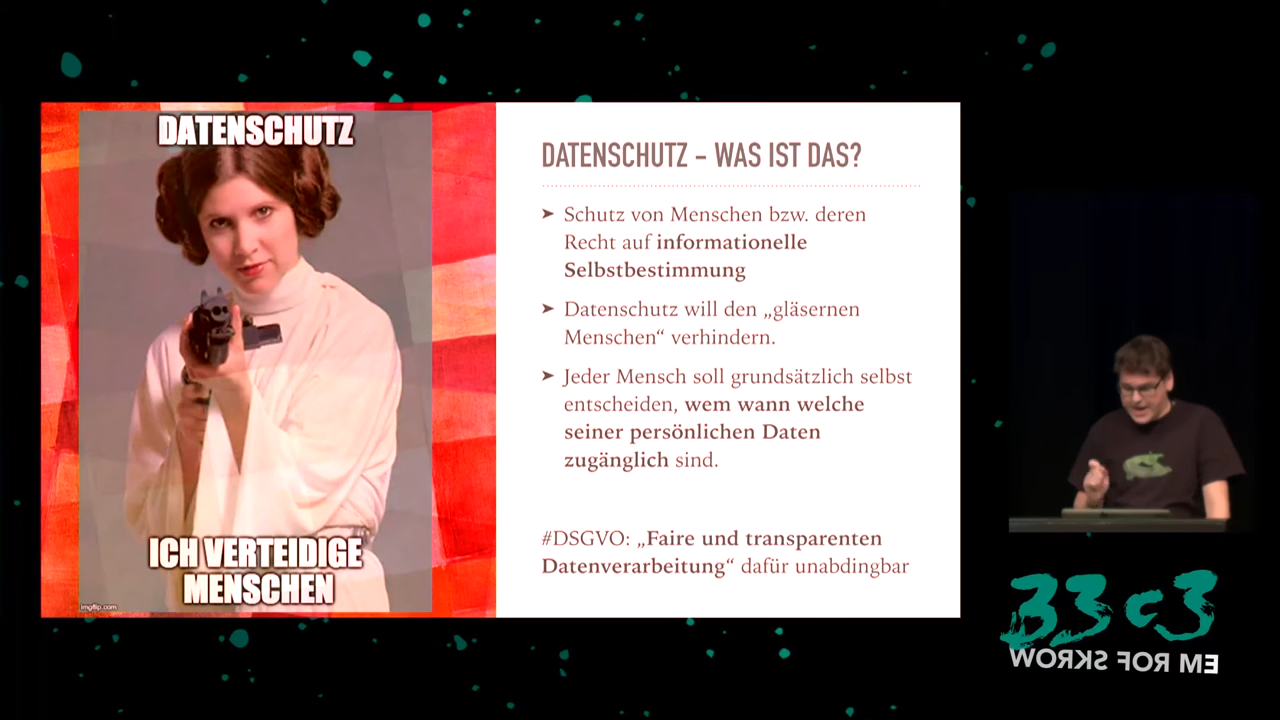 DATENSCHUTZ
ICH VERTEIDIGE
MENSCHEN
imgflip.com
DATENSCHUTZ – WAS IST DAS?
➤ Schutz von Menschen bzw. deren
Recht auf informationelle
Selbstbestimmung
➤ Datenschutz will den „gläsernen
Menschen“ verhindern.
➤ Jeder Mensch soll grundsätzlich selbst
entscheiden, wem wann welche
seiner persönlichen Daten
zugänglich sind.
#DSGVO: „Faire und transparenten
Datenverarbeitung“ dafür unabdingbar
33c3
WORKS FOR ME